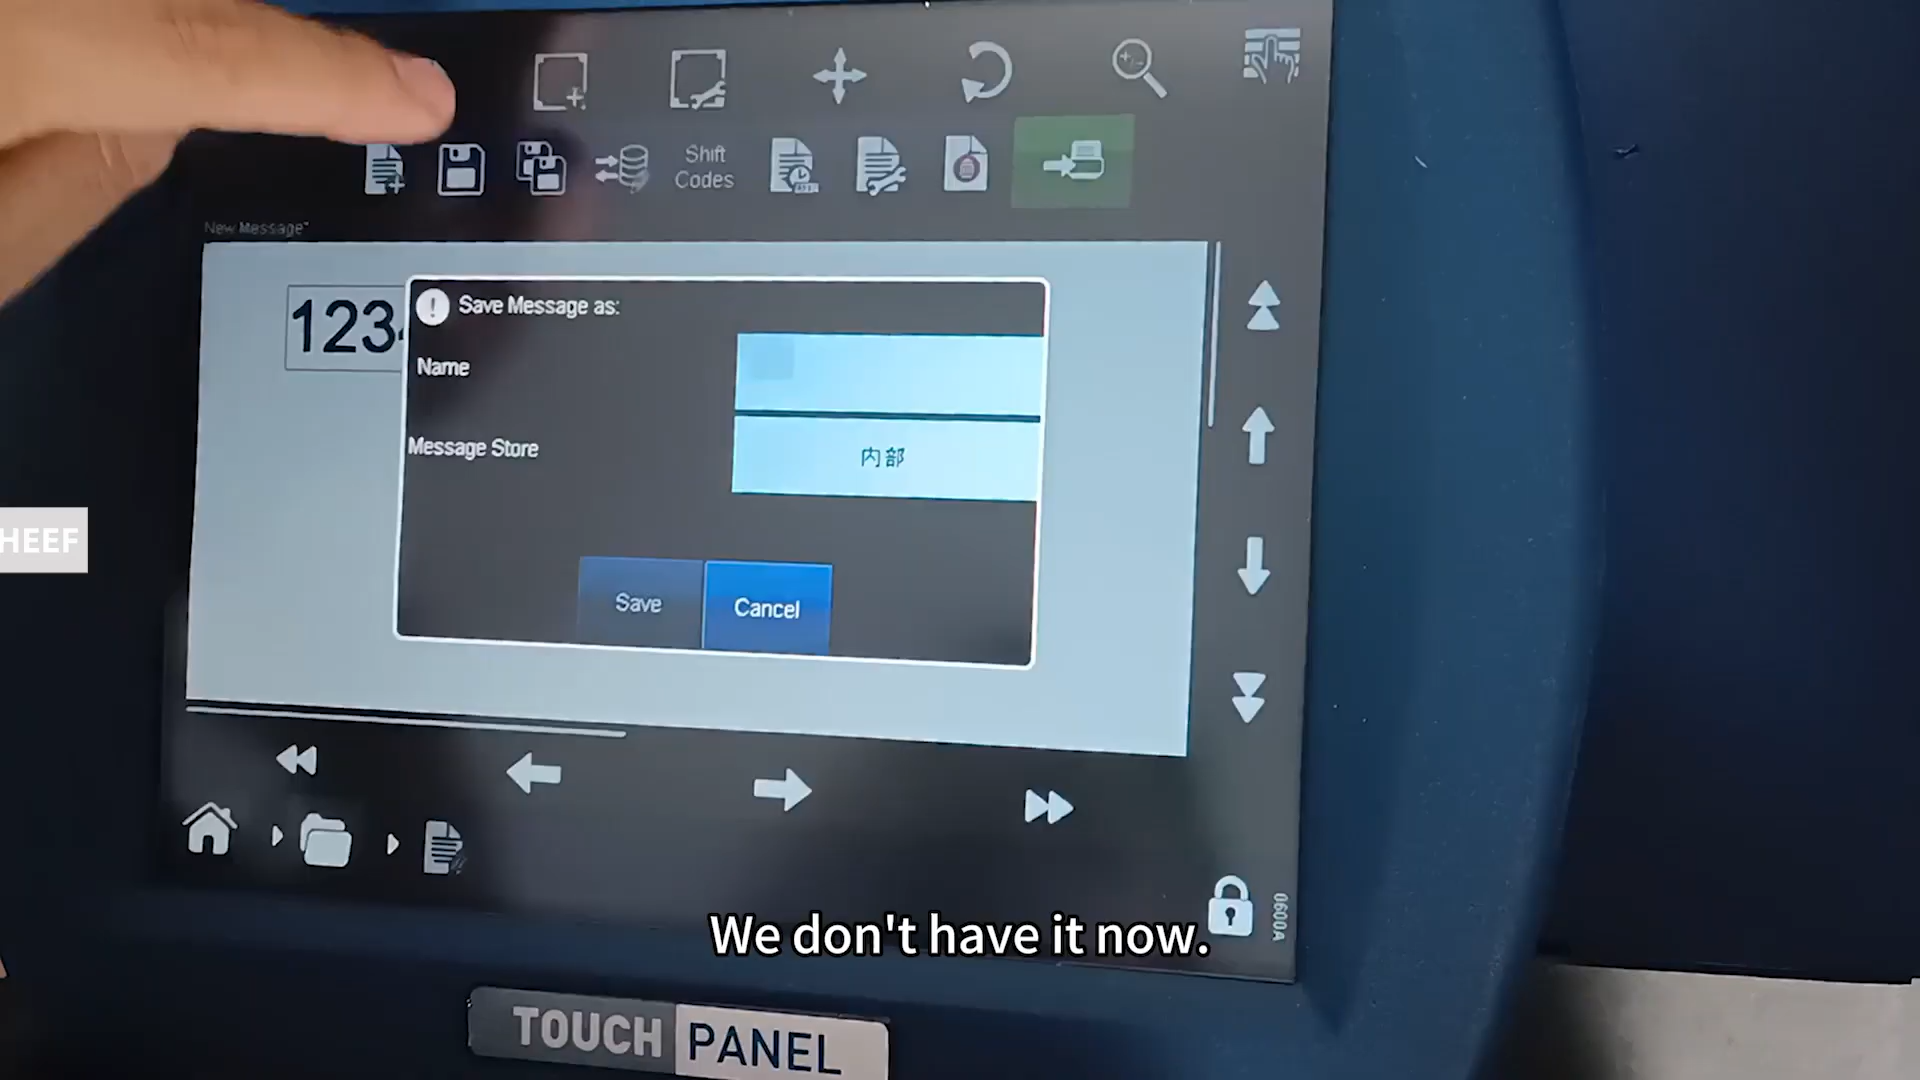 Shift
Codes
New Message*
123
Save Message as:
Name
Message Store
内部
Save
Cancel
HEEF
0600A
We don't have it now.
TOUCH PANEL